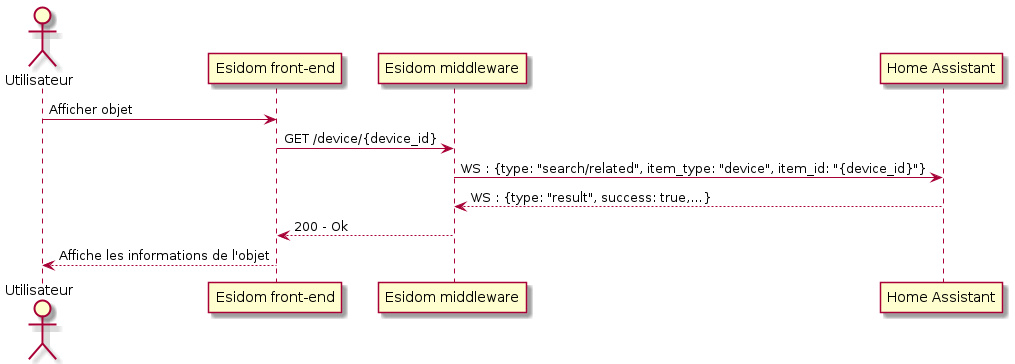 Utilisateur
Esidom front-end
Esidom middleware
Home Assistant
Afficher objet
GET /device/{device_id}
WS : {type: "search/related", item_type: "device", item_id: "{device_id}"}
WS : {type: "result", success: true,...}
200 - Ok
Affiche les informations de l'objet
Utilisateur
Esidom front-end
Esidom middleware
Home Assistant